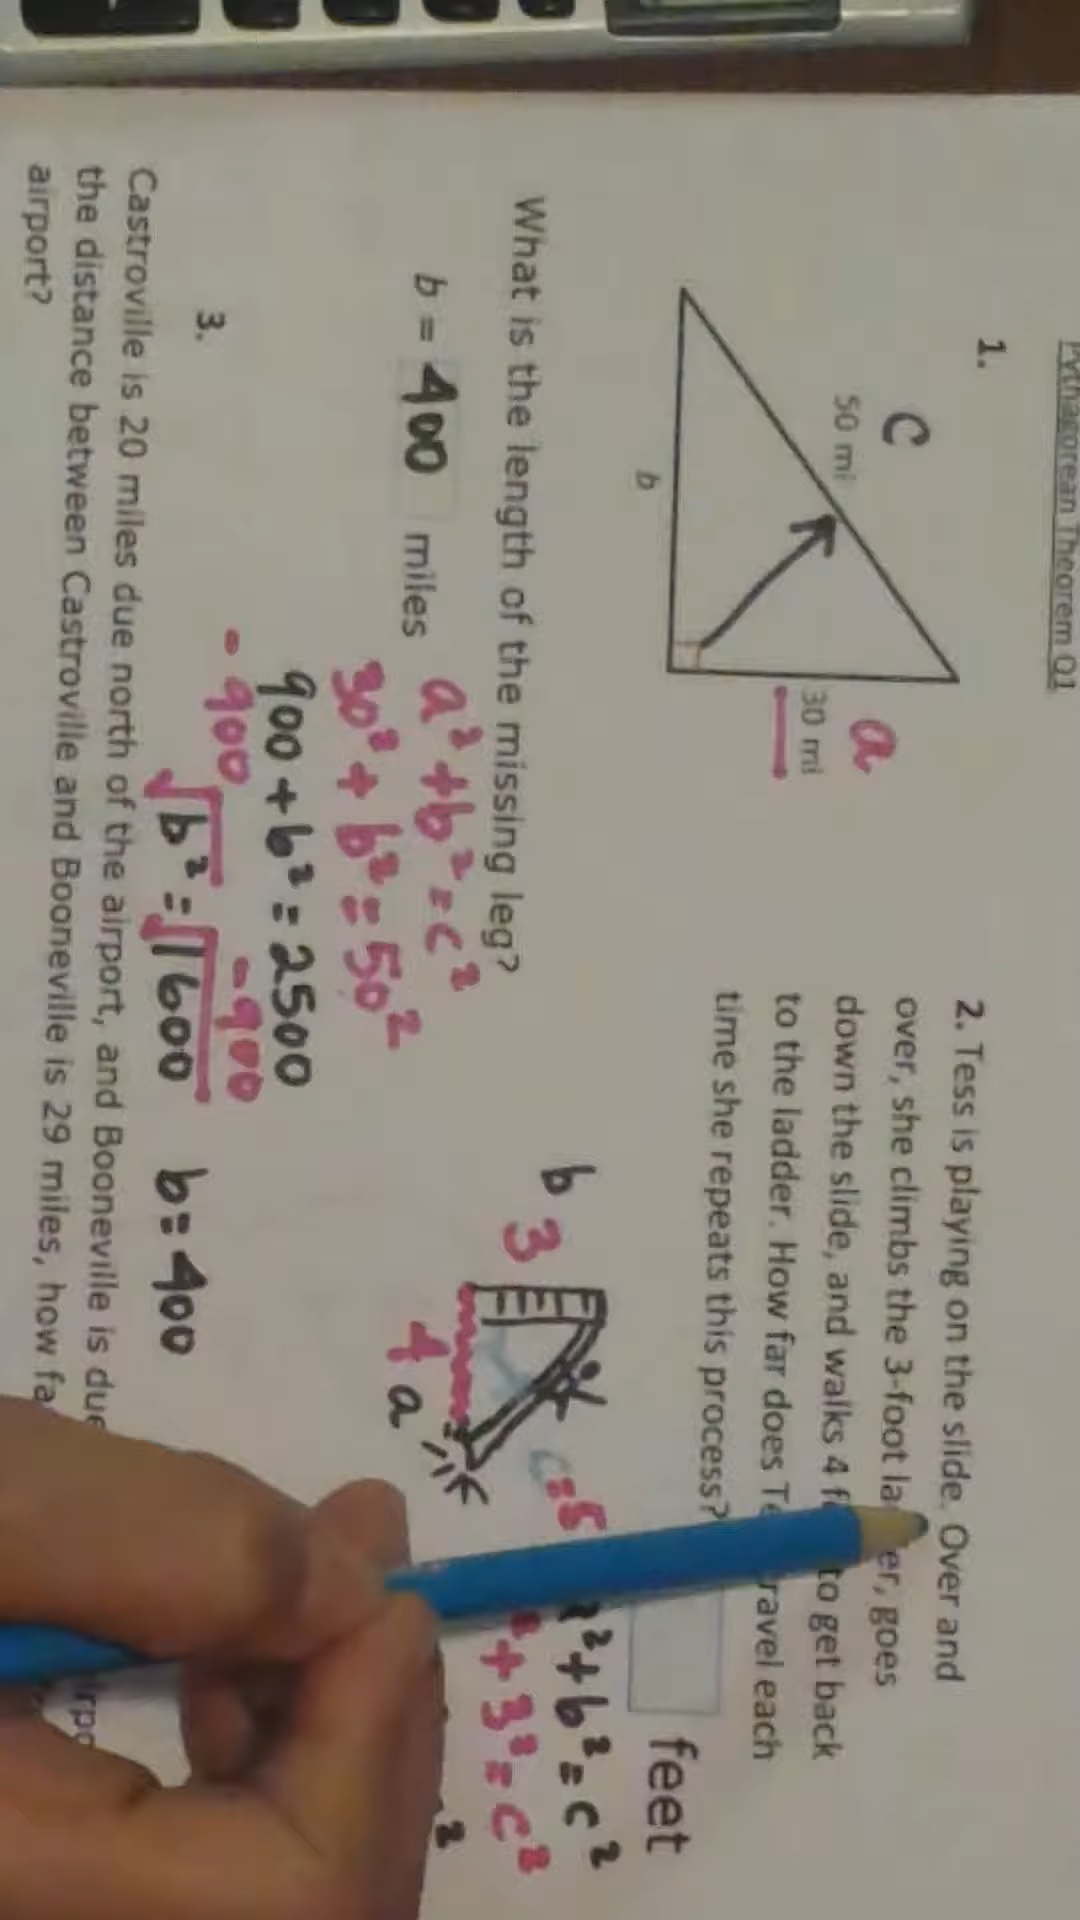 Pythagorean Theorem Q1
1.
c
50 mi
a
30 mi
b
What is the length of the missing leg?
b = 400 miles
a² + b² = c²
30² + b² = 50²
900 + b² = 2500
- 900 - 900
√b² = √1600 b = 400
2. Tess is playing on the slide. Over and
over, she climbs the 3-foot la er, goes
down the slide, and walks 4 f to get back
to the ladder. How far does Te ravel each
time she repeats this process?
feet
b 3
4 a
c = 5
² + b² = c²
² + 3² = c²
²
3.
Castroville is 20 miles due north of the airport, and Booneville is due
the distance between Castroville and Booneville is 29 miles, how fa
airport?